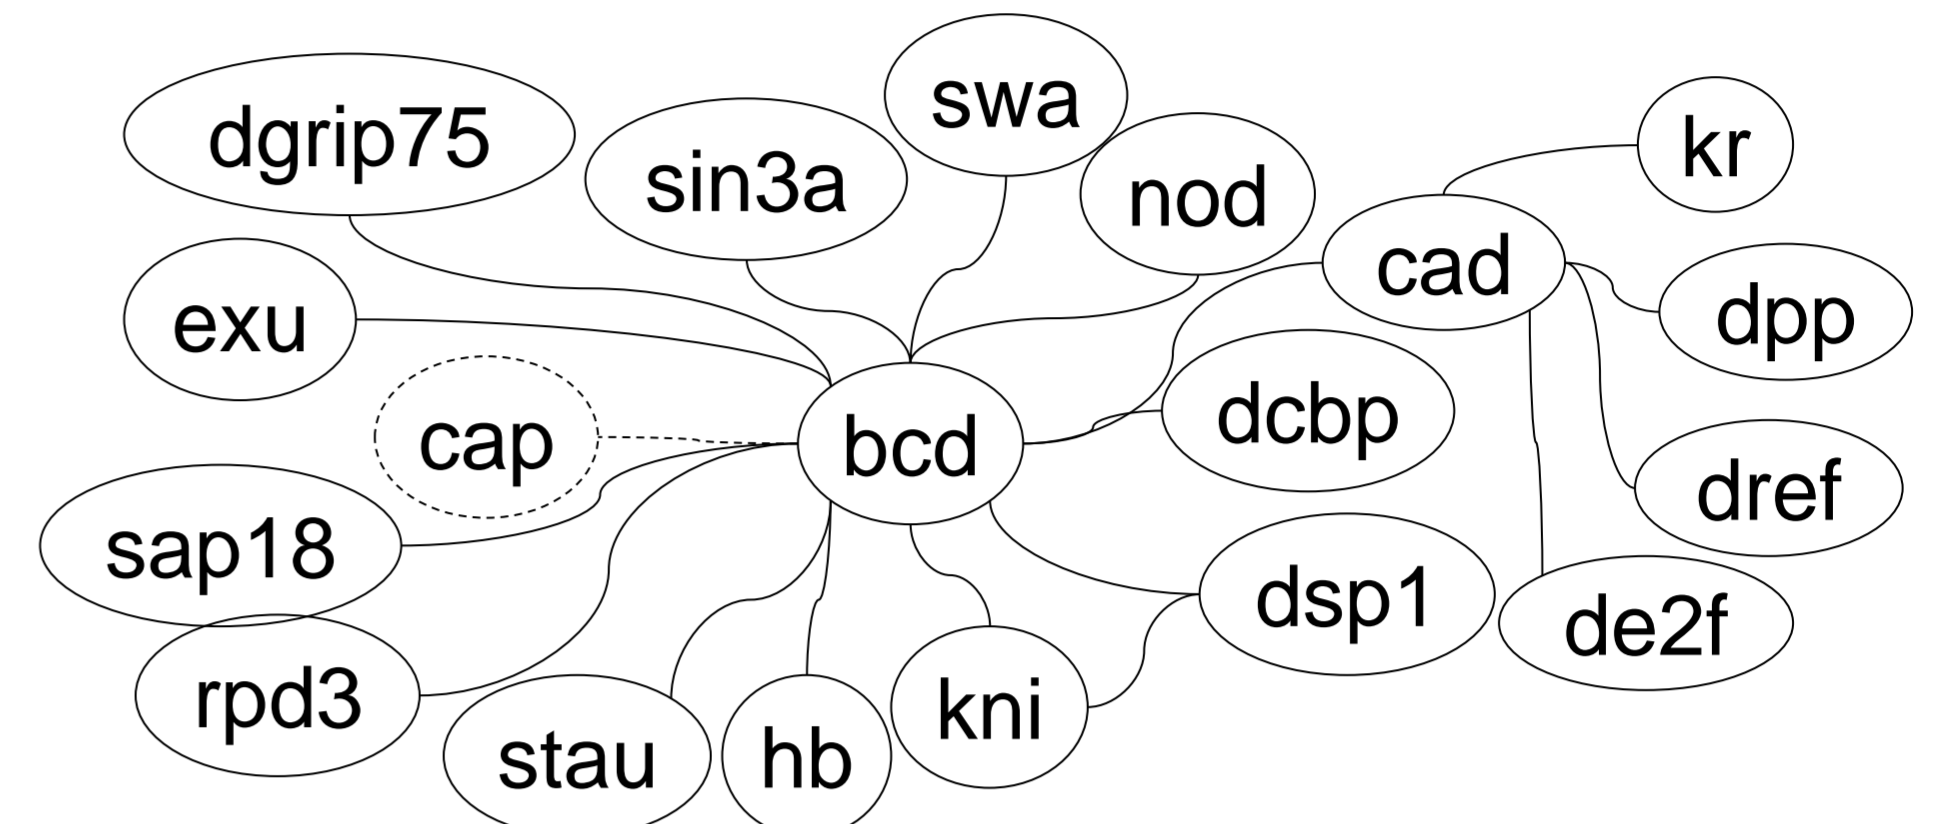 swa
dgrip75
sin3a
nod
kr
cad
exu
dpp
cap
bcd
dcbp
dref
sap18
dsp1
de2f
rpd3
stau
hb
kni